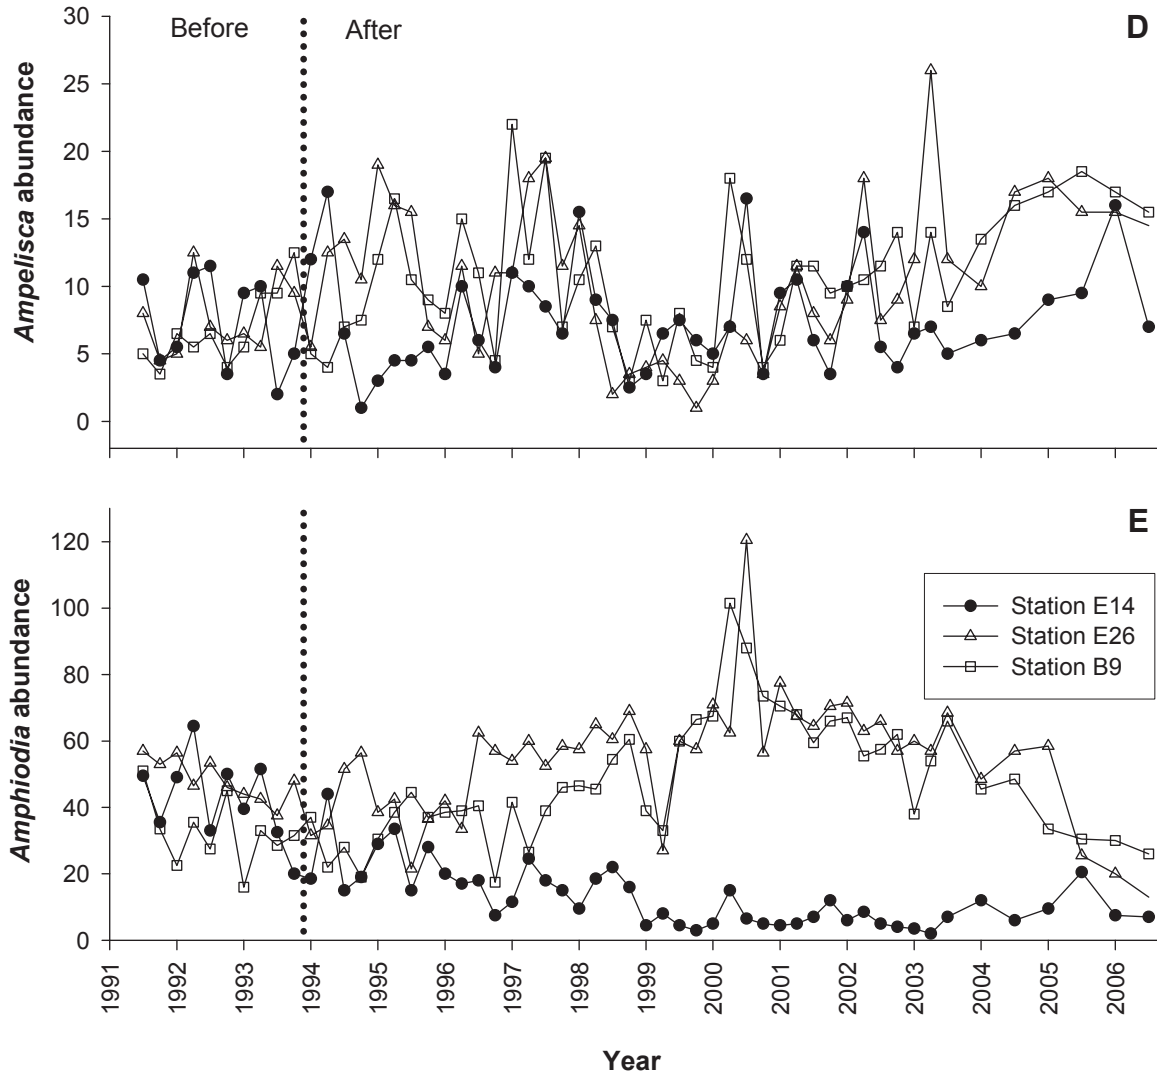 D
Before After
Ampelisca abundance
30
25
20
15
10
5
0
E
Amphiodia abundance
120
100
80
60
40
20
0
Station E14
Station E26
Station B9
1991 1992 1993 1994 1995 1996 1997 1998 1999 2000 2001 2002 2003 2004 2005 2006
Year